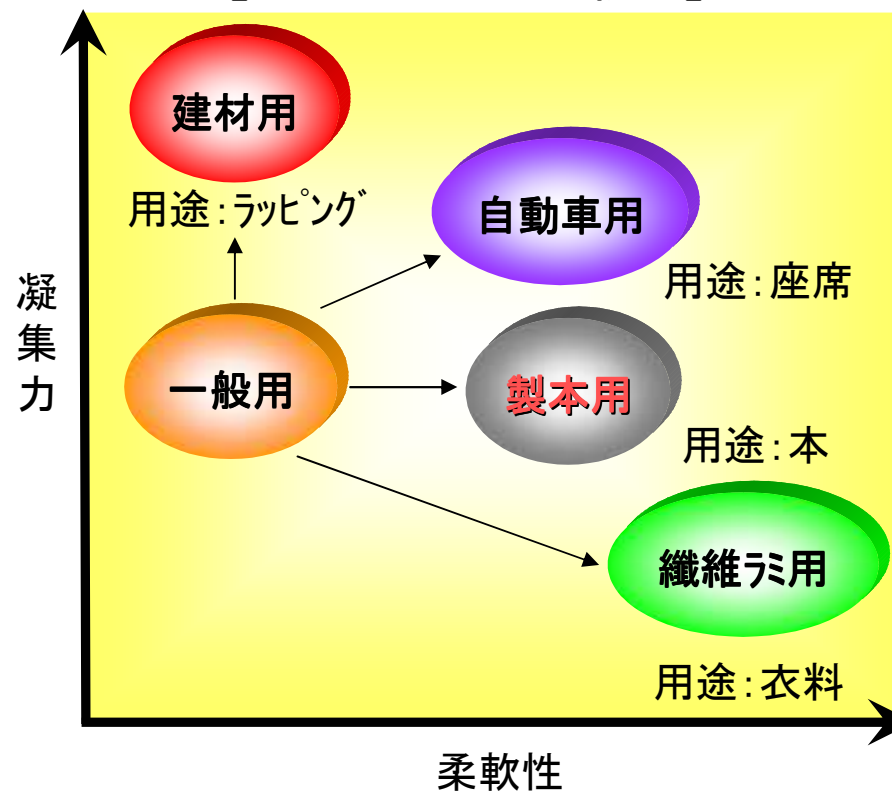 建材用
用途:ラッピング
自動車用
用途:座席
凝集力
一般用
製本用
用途:本
繊維ラミ用
用途:衣料
柔軟性